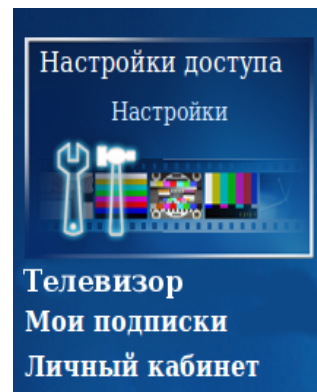 Настройки доступа
Настройки
Телевизор
Мои подписки
Личный кабинет